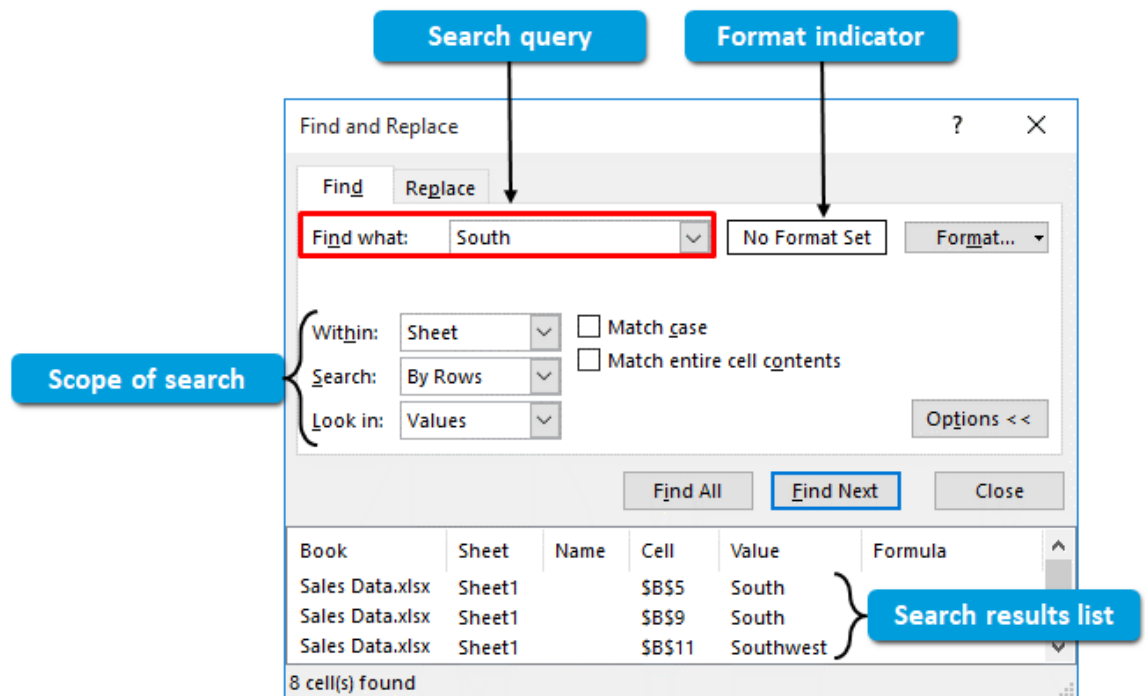 Search query Format indicator
Find and Replace ? ×
Find Replace
Find what: South No Format Set Format...
Within: Sheet Match case
Match entire cell contents
Scope of search Search: By Rows
Look in: Values
Options <<
Find All Find Next Close
Book Sheet Name Cell Value Formula
Sales Data.xlsx Sheet1 $B$5 South
Sales Data.xlsx Sheet1 $B$9 South
Search results list
Sales Data.xlsx Sheet1 $B$11 Southwest
8 cell(s) found